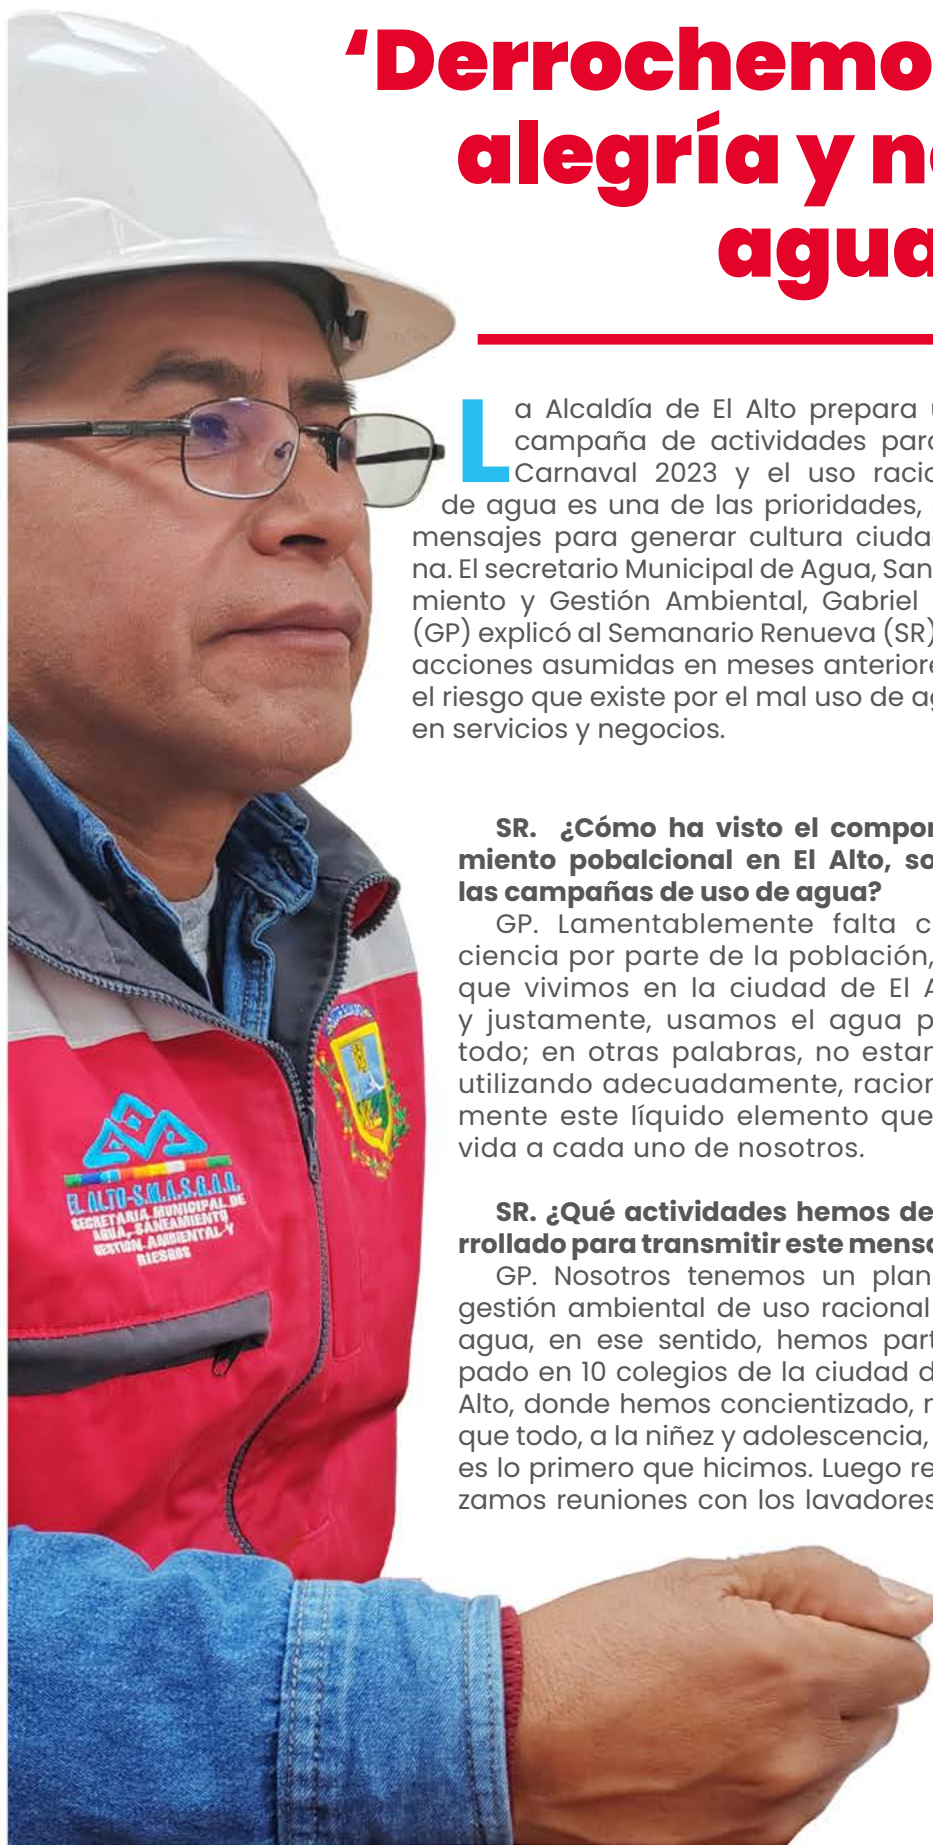 ‘Derrochemo
alegría y n
agua
La Alcaldía de El Alto prepara
campaña de actividades para
Carnaval 2023 y el uso racio
de agua es una de las prioridades,
mensajes para generar cultura ciuda
na. El secretario Municipal de Agua, San
miento y Gestión Ambiental, Gabriel
(GP) explicó al Semanario Renueva (SR)
acciones asumidas en meses anteriore
el riesgo que existe por el mal uso de ag
en servicios y negocios.
SR. ¿Cómo ha visto el compor
miento pobalcional en El Alto, so
las campañas de uso de agua?
GP. Lamentablemente falta c
ciencia por parte de la población,
que vivimos en la ciudad de El A
y justamente, usamos el agua p
todo; en otras palabras, no estar
utilizando adecuadamente, racion
mente este líquido elemento que
vida a cada uno de nosotros.
SR. ¿Qué actividades hemos de
rrollado para transmitir este mensa
GP. Nosotros tenemos un plan
gestión ambiental de uso racional
agua, en ese sentido, hemos part
pado en 10 colegios de la ciudad d
Alto, donde hemos concientizado, m
que todo, a la niñez y adolescencia,
es lo primero que hicimos. Luego re
zamos reuniones con los lavadores
EL ALTO-S.M.A.S.G.A.R.
SECRETARIA MUNICIPAL DE
AGUA, SANEAMIENTO
GESTION AMBIENTAL Y
RIESGOS